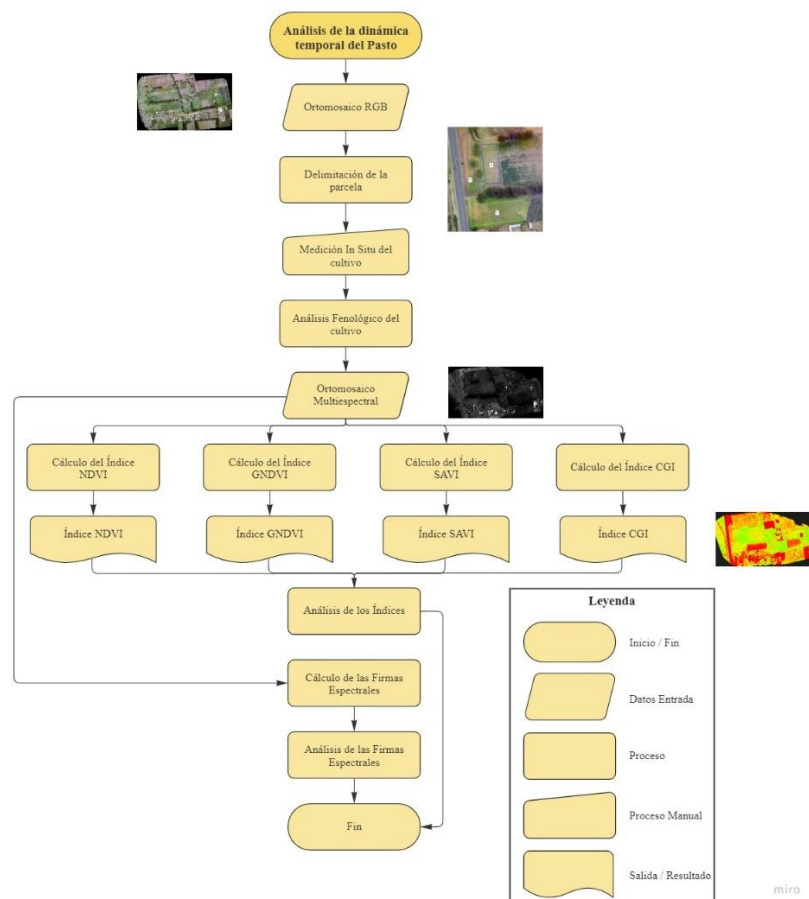 Análisis de la dinámica
temporal del Pasto
Ortomosaico RGB
Delimitación de la
parcela
Medición In Situ del
cultivo
Análisis Fenológico del
cultivo
Ortomosaico
Multiespectral
Cálculo del Índice
NDVI
Cálculo del Índice
GNDVI
Cálculo del Índice
SAVI
Cálculo del Índice CGI
Índice NDVI
Índice GNDVI
Índice SAVI
Índice CGI
Análisis de los Índices
Cálculo de las Firmas
Espectrales
Análisis de las Firmas
Espectrales
Fin
Leyenda
Inicio / Fin
Datos Entrada
Proceso
Proceso Manual
Salida / Resultado
miro